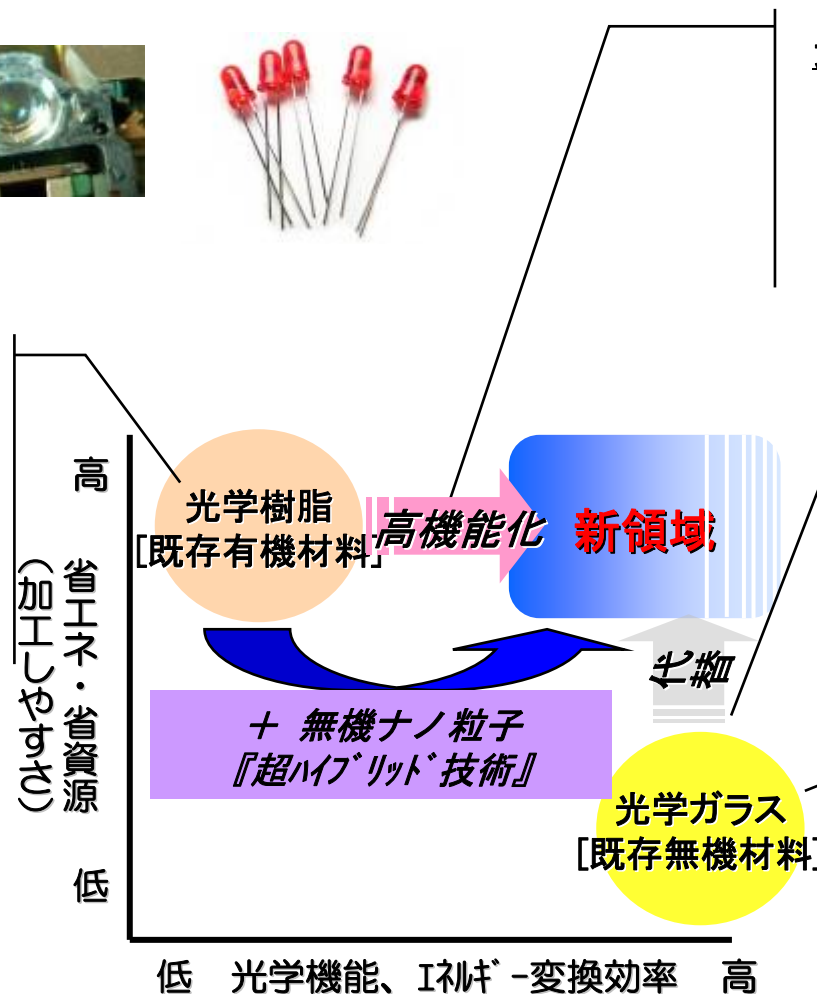 高
省エネ・省資源
（加工しやすさ）
低
光学樹脂
[既存有機材料]
高機能化
新領域
代替
＋ 無機ナノ粒子
『超ﾊｲﾌﾞﾘｯﾄﾞ技術』
光学ガラス
[既存無機材料]
低 光学機能、ｴﾈﾙｷﾞｰ変換効率 高